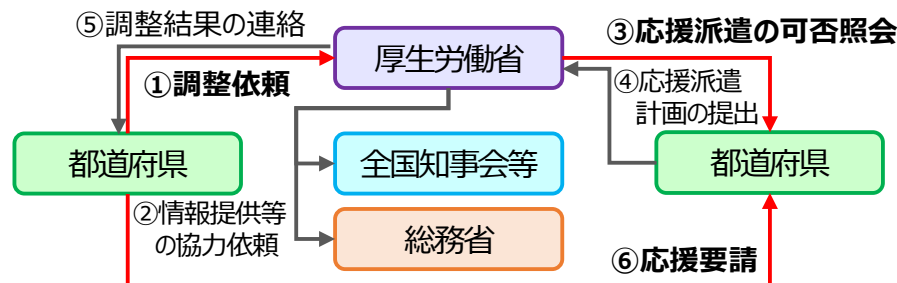 ⑤調整結果の連絡
厚生労働省
③応援派遣の可否照会
①調整依頼
④応援派遣
計画の提出
都道府県
全国知事会等
都道府県
②情報提供等
の協力依頼
総務省
⑥応援要請